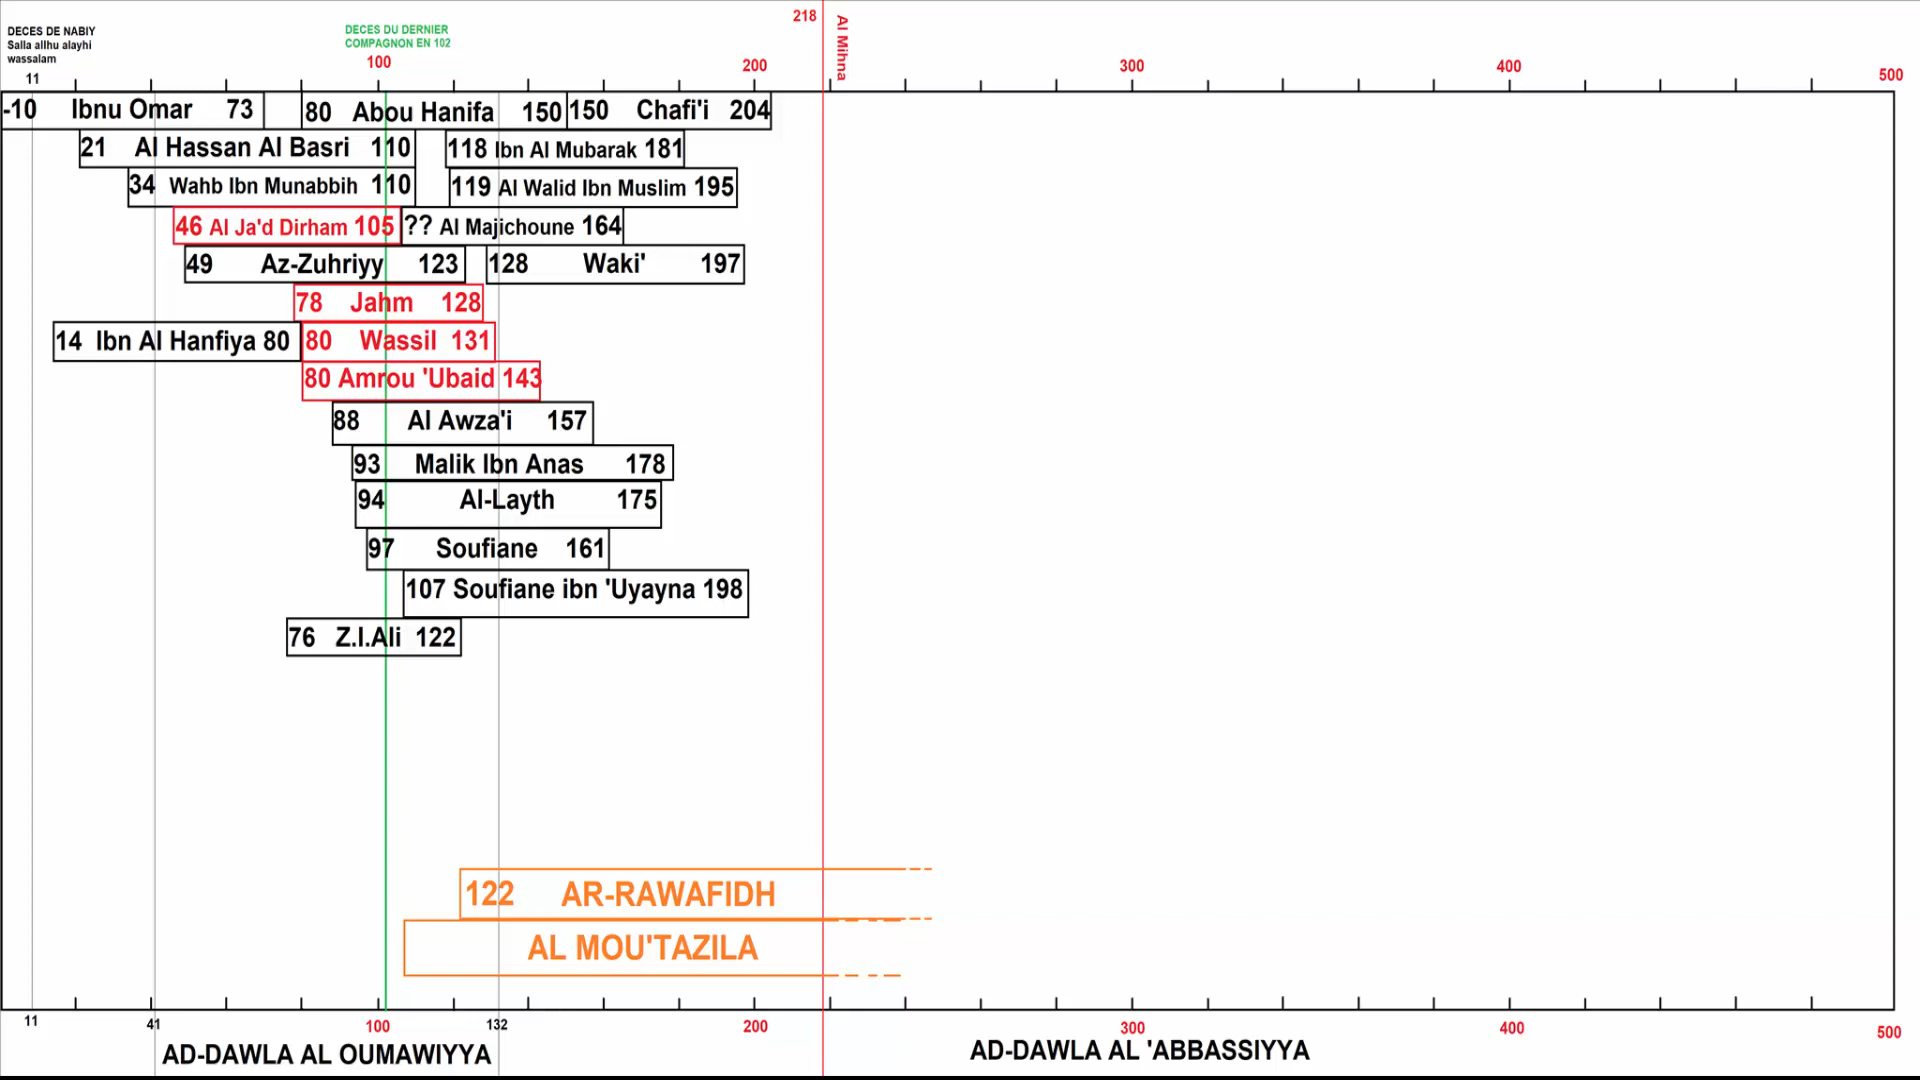 DECES DE NABIY
Salla allhu alayhi
wassalam
DECES DU DERNIER
COMPAGNON EN 102
218
Al Mihna
11
100
200
300
400
500
-10 Ibnu Omar 73
80 Abou Hanifa 150
150 Chafi'i 204
21 Al Hassan Al Basri 110
118 Ibn Al Mubarak 181
34 Wahb Ibn Munabbih 110
119 Al Walid Ibn Muslim 195
46 Al Ja'd Dirham 105
?? Al Majichoune 164
49 Az-Zuhriyy 123
128 Waki' 197
78 Jahm 128
14 Ibn Al Hanfiya 80
80 Wassil 131
80 Amrou 'Ubaid 143
88 Al Awza'i 157
93 Malik Ibn Anas 178
94 Al-Layth 175
97 Soufiane 161
107 Soufiane ibn 'Uyayna 198
76 Z.I.Ali 122
122 AR-RAWAFIDH
AL MOU'TAZILA
11
41
100
132
200
300
400
500
AD-DAWLA AL OUMAWIYYA
AD-DAWLA AL 'ABBASSIYYA